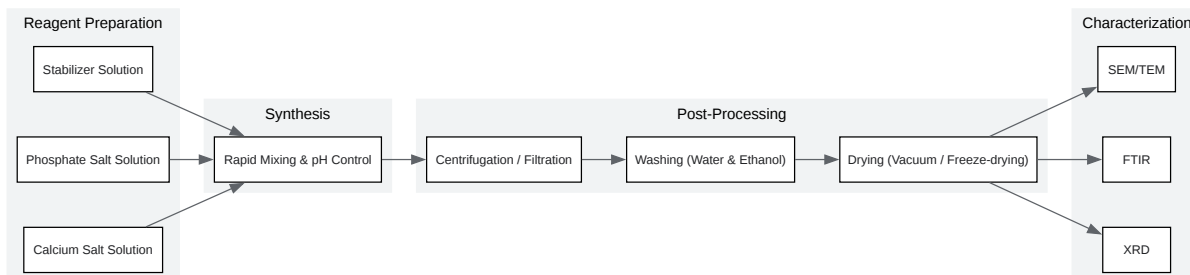 Reagent Preparation
Stabilizer Solution
Phosphate Salt Solution
Calcium Salt Solution
Synthesis
Rapid Mixing & pH Control
Post-Processing
Centrifugation / Filtration
Washing (Water & Ethanol)
Drying (Vacuum / Freeze-drying)
Characterization
SEM/TEM
FTIR
XRD